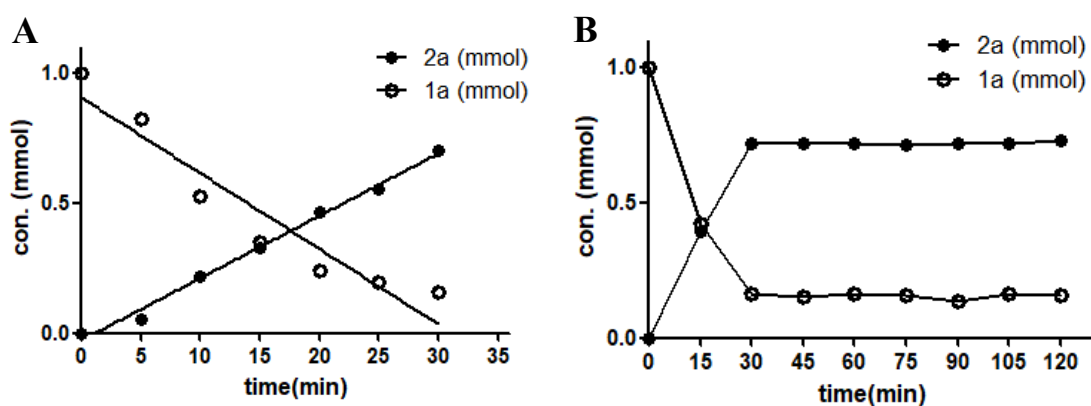 A
2a (mmol)
1a (mmol)
1.0
0.5
0.0
con. (mmol)
0 5 10 15 20 25 30 35
time(min)
B
2a (mmol)
1a (mmol)
1.0
0.5
0.0
con. (mmol)
0 15 30 45 60 75 90 105 120
time(min)